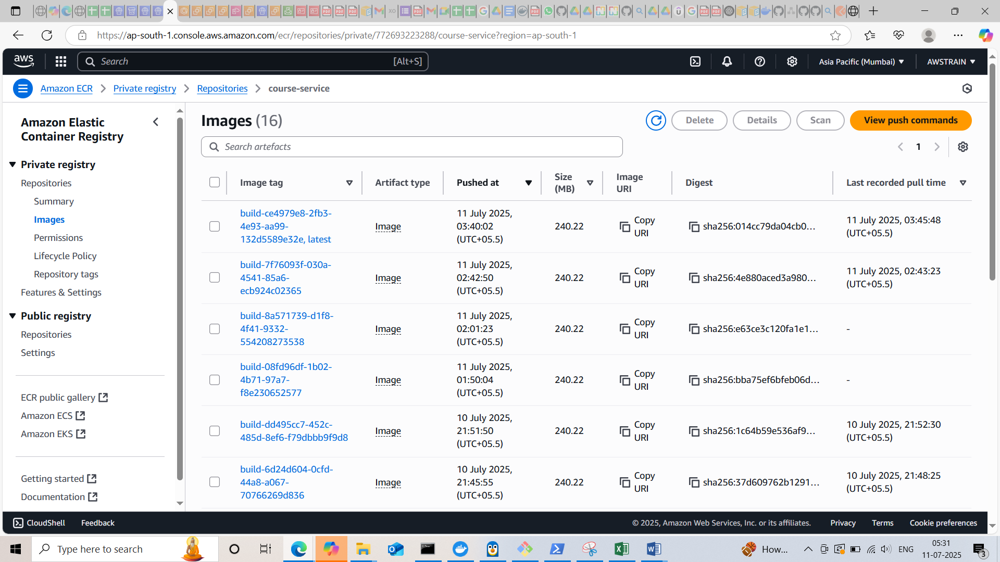 https://ap-south-1.console.aws.amazon.com/ecr/repositories/private/772693223288/course-service?region=ap-south-1
aws
Search
[Alt+S]
Asia Pacific (Mumbai)
AWSTRAIN
Amazon ECR
Private registry
Repositories
course-service
Amazon Elastic
Container Registry
Private registry
Repositories
Summary
Images
Permissions
Lifecycle Policy
Repository tags
Features & Settings
Public registry
Repositories
Settings
ECR public gallery
Amazon ECS
Amazon EKS
Getting started
Documentation
Images (16)
Delete
Details
Scan
View push commands
Search artefacts
1
Image tag
Artifact type
Pushed at
Size
(MB)
Image
URI
Digest
Last recorded pull time
build-ce4979e8-2fb3-
4e93-aa99-
132d5589e32e, latest
Image
11 July 2025,
03:40:02
(UTC+05.5)
240.22
Copy
URI
sha256:014cc79da04cb0...
11 July 2025, 03:45:48
(UTC+05.5)
build-7f76093f-030a-
4541-85a6-
ecb924c02365
Image
11 July 2025,
02:42:50
(UTC+05.5)
240.22
Copy
URI
sha256:4e880aced3a980...
11 July 2025, 02:43:23
(UTC+05.5)
build-8a571739-d1f8-
4f41-9332-
554208273538
Image
11 July 2025,
02:01:23
(UTC+05.5)
240.22
Copy
URI
sha256:e63ce3c120fa1e1...
-
build-08fd96df-1b02-
4b71-97a7-
f8e230652577
Image
11 July 2025,
01:50:04
(UTC+05.5)
240.22
Copy
URI
sha256:bba75ef6bfeb06d...
-
build-dd495cc7-452c-
485d-8ef6-f79dbbb9f9d8
Image
10 July 2025,
21:51:50
(UTC+05.5)
240.22
Copy
URI
sha256:1c64b59e536af9...
10 July 2025, 21:52:30
(UTC+05.5)
build-6d24d604-0cfd-
44a8-a067-
70766269d836
Image
10 July 2025,
21:45:55
(UTC+05.5)
240.22
Copy
URI
sha256:37d609762b1291...
10 July 2025, 21:48:25
(UTC+05.5)
CloudShell
Feedback
© 2025, Amazon Web Services, Inc. or its affiliates.
Privacy
Terms
Cookie preferences
Type here to search
How...
ENG
05:31
11-07-2025
3